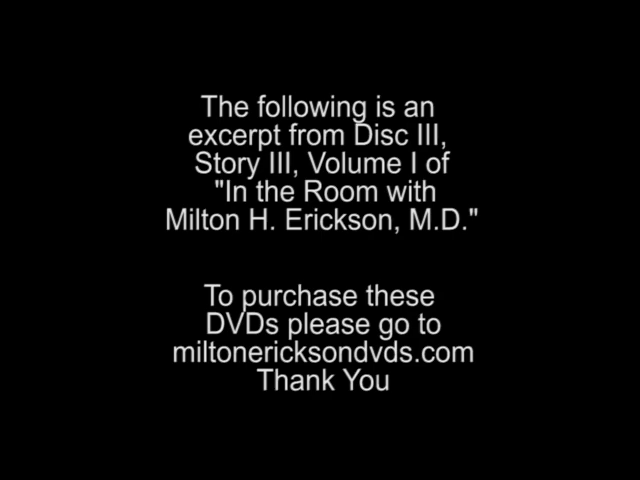 The following is an
excerpt from Disc III,
Story III, Volume I of
"In the Room with
Milton H. Erickson, M.D."
To purchase these
DVDs please go to
miltonericksondvds.com
Thank You